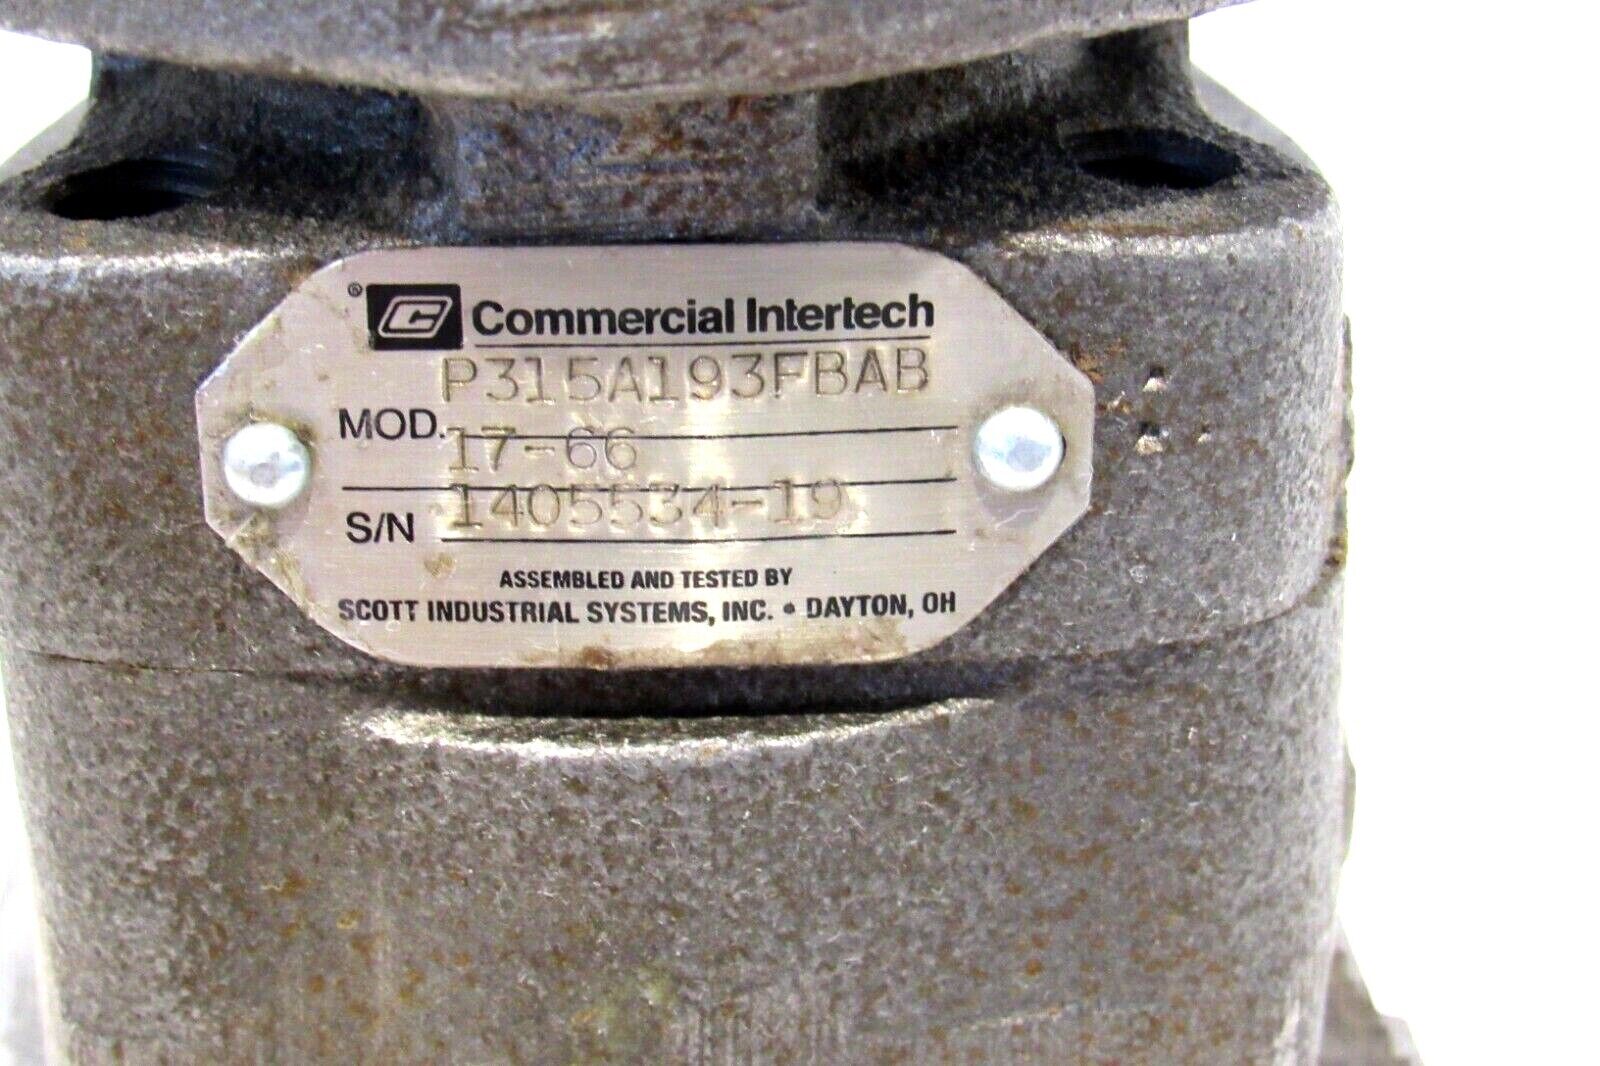 ® C Commercial Intertech
P315A193FBAB
MOD.
17-66
S/N 1405534-19
ASSEMBLED AND TESTED BY
SCOTT INDUSTRIAL SYSTEMS, INC. • DAYTON, OH